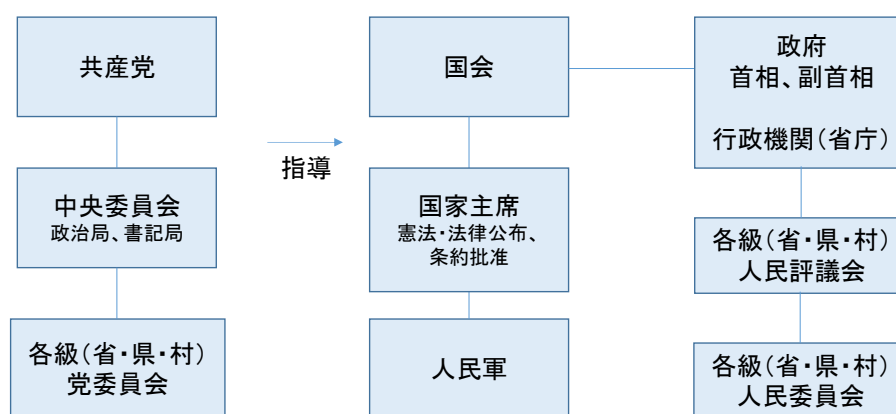 共産党
中央委員会
政治局、書記局
各級（省・県・村）
党委員会
指導
国会
国家主席
憲法・法律公布、
条約批准
人民軍
政府
首相、副首相
行政機関（省庁）
各級（省・県・村）
人民評議会
各級（省・県・村）
人民委員会